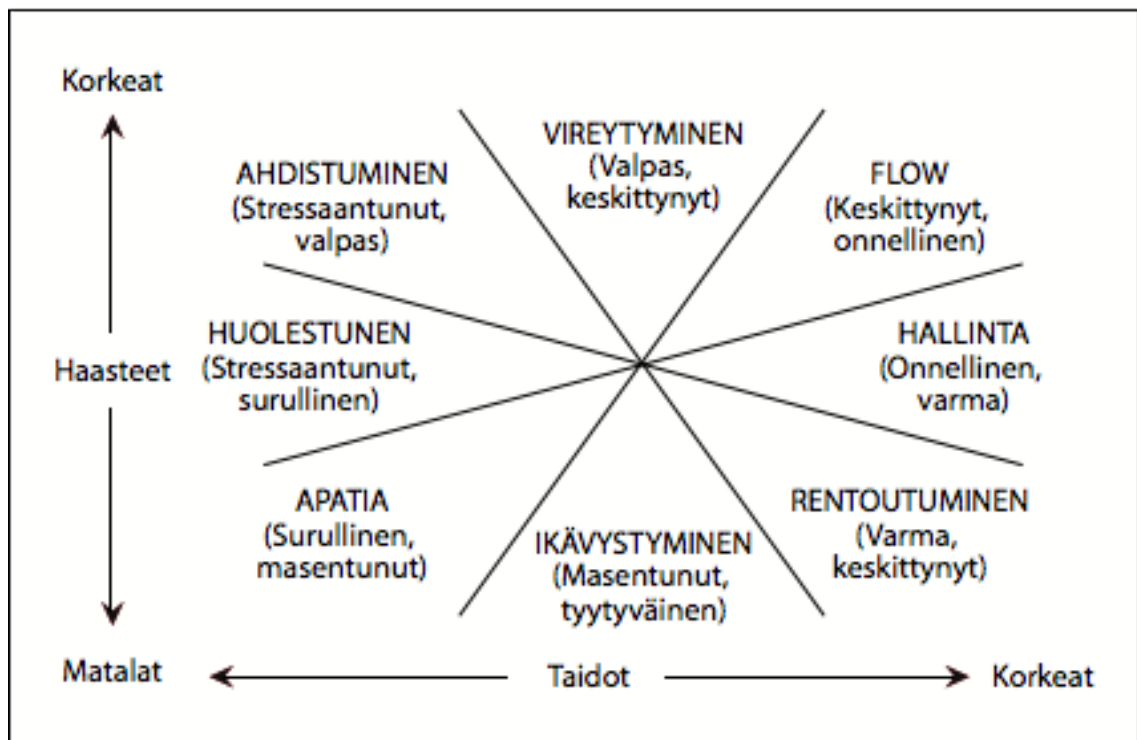 Korkeat
VIREYTYMINEN
(Valpas,
keskittynyt)
AHDISTUMINEN
(Stressaantunut,
valpas)
FLOW
(Keskittynyt,
onnellinen)
HUOLESTUNEN
(Stressaantunut,
surullinen)
HALLINTA
(Onnellinen,
varma)
Haasteet
APATIA
(Surullinen,
masentunut)
IKÄVYSTYMINEN
(Masentunut,
tyytyväinen)
RENTOUTUMINEN
(Varma,
keskittynyt)
Matalat
Taidot
Korkeat